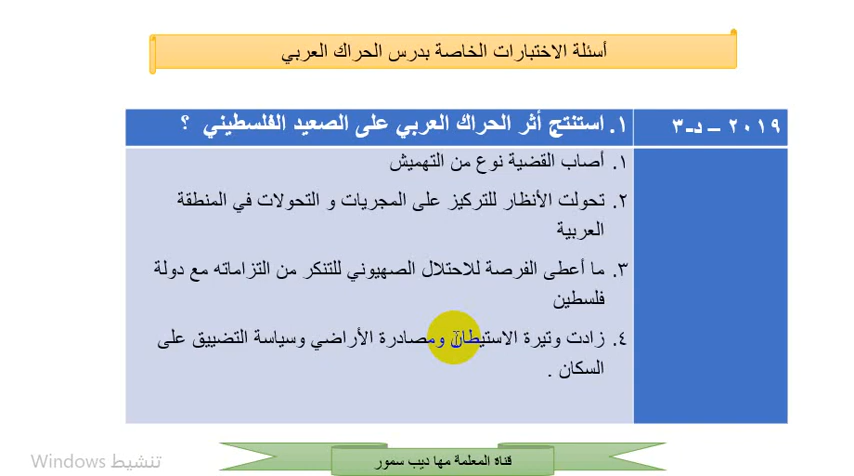 أسئلة الاختبارات الخاصة بدرس الحراك العربي
٢٠١٩ – د-٣
١. استنتج أثر الحراك العربي على الصعيد الفلسطيني ؟
١. أصاب القضية نوع من التهميش
٢. تحولت الأنظار للتركيز على المجريات و التحولات في المنطقة
العربية
٣. ما أعطى الفرصة للاحتلال الصهيوني للتنكر من التزاماته مع دولة
فلسطين
٤. زادت وتيرة الاستيطان ومصادرة الأراضي وسياسة التضييق على
السكان .
قناة المعلمة مها ديب سمور
تنشيط Windows